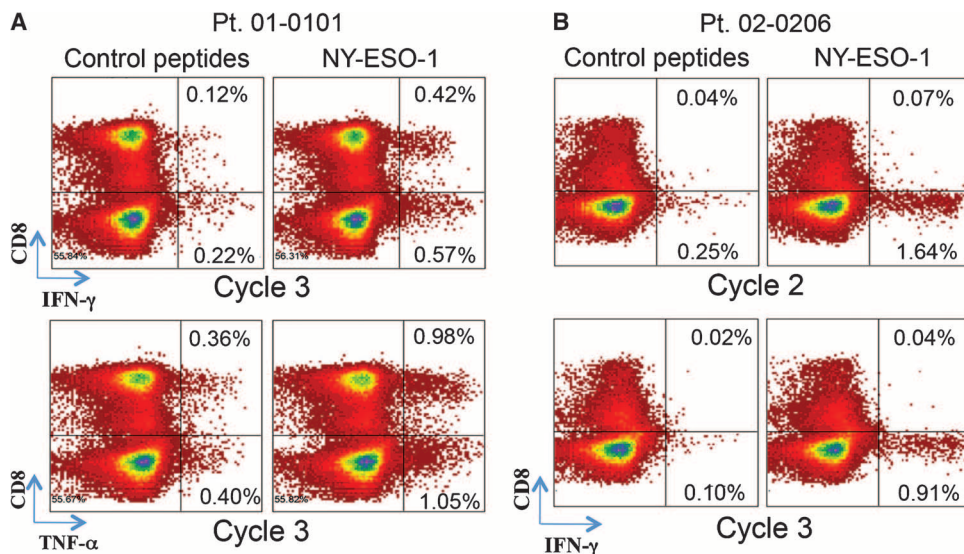 A
Pt. 01-0101
B
Pt. 02-0206
Control peptides
NY-ESO-1
Control peptides
NY-ESO-1
0.12%
0.42%
0.04%
0.07%
CD8
55.84%
0.22%
56.31%
0.57%
0.25%
1.64%
IFN-γ
Cycle 3
Cycle 2
0.36%
0.98%
0.02%
0.04%
CD8
55.67%
0.40%
55.82%
1.05%
CD8
0.10%
0.91%
TNF-α
Cycle 3
IFN-γ
Cycle 3